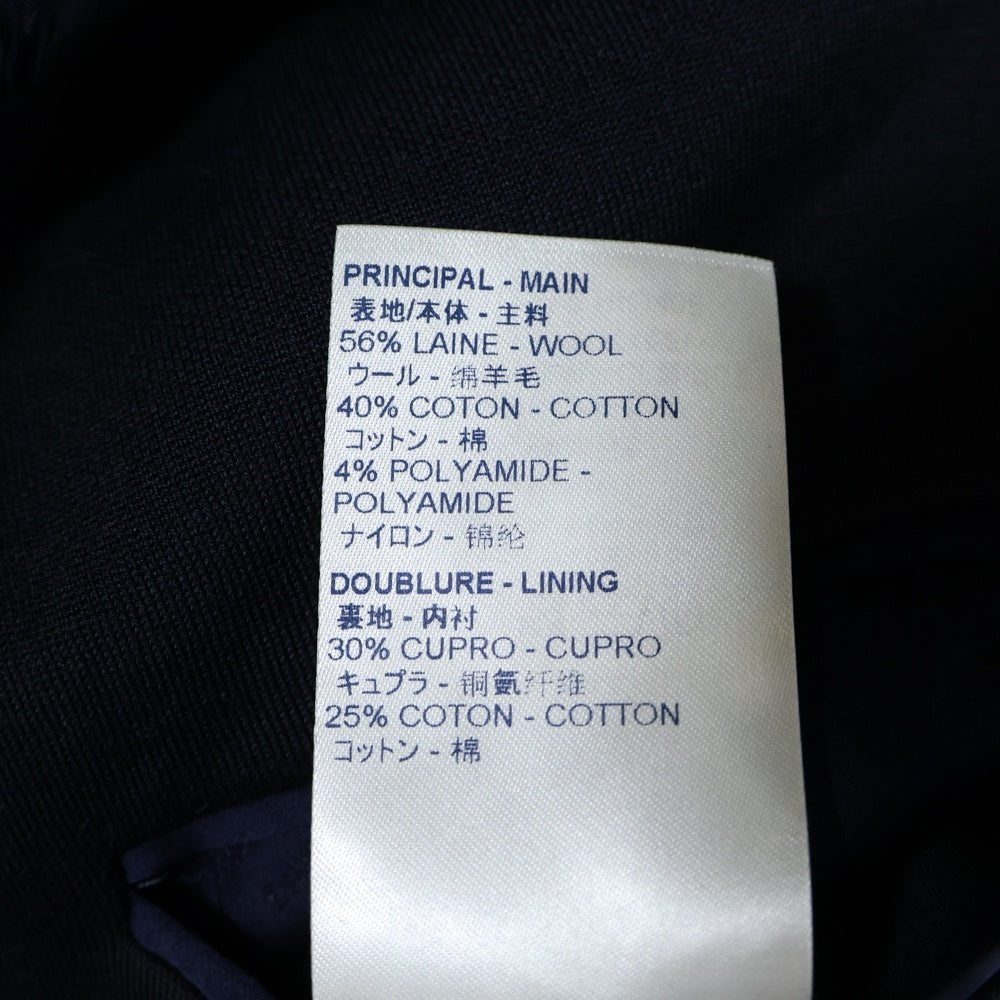 PRINCIPAL - MAIN
表地/本体 - 主料
56% LAINE - WOOL
ウール - 绵羊毛
40% COTON - COTTON
コットン - 棉
4% POLYAMIDE -
POLYAMIDE
ナイロン - 锦纶
DOUBLURE - LINING
裏地 - 内衬
30% CUPRO - CUPRO
キュプラ - 铜氨纤维
25% COTON - COTTON
コットン - 棉